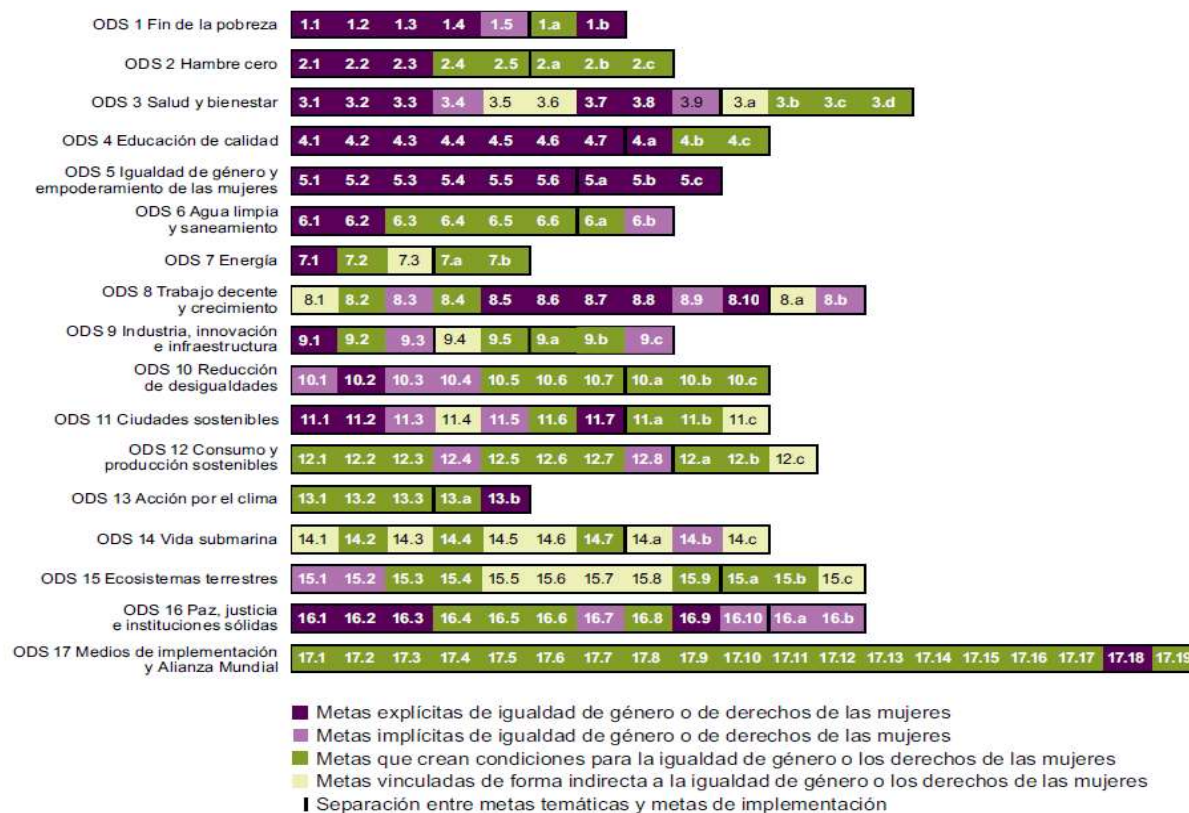 ODS 1 Fin de la pobreza 1.1 1.2 1.3 1.4 1.5 1.a 1.b
ODS 2 Hambre cero 2.1 2.2 2.3 2.4 2.5 2.a 2.b 2.c
ODS 3 Salud y bienestar 3.1 3.2 3.3 3.4 3.5 3.6 3.7 3.8 3.9 3.a 3.b 3.c 3.d
ODS 4 Educación de calidad 4.1 4.2 4.3 4.4 4.5 4.6 4.7 4.a 4.b 4.c
ODS 5 Igualdad de género y
empoderamiento de las mujeres
5.1 5.2 5.3 5.4 5.5 5.6 5.a 5.b 5.c
ODS 6 Agua limpia
y saneamiento
6.1 6.2 6.3 6.4 6.5 6.6 6.a 6.b
ODS 7 Energía 7.1 7.2 7.3 7.a 7.b
ODS 8 Trabajo decente
y crecimiento
8.1 8.2 8.3 8.4 8.5 8.6 8.7 8.8 8.9 8.10 8.a 8.b
ODS 9 Industria, innovación
e infraestructura
9.1 9.2 9.3 9.4 9.5 9.a 9.b 9.c
ODS 10 Reducción
de desigualdades
10.1 10.2 10.3 10.4 10.5 10.6 10.7 10.a 10.b 10.c
ODS 11 Ciudades sostenibles 11.1 11.2 11.3 11.4 11.5 11.6 11.7 11.a 11.b 11.c
ODS 12 Consumo y
producción sostenibles
12.1 12.2 12.3 12.4 12.5 12.6 12.7 12.8 12.a 12.b 12.c
ODS 13 Acción por el clima 13.1 13.2 13.3 13.a 13.b
ODS 14 Vida submarina 14.1 14.2 14.3 14.4 14.5 14.6 14.7 14.a 14.b 14.c
ODS 15 Ecosistemas terrestres 15.1 15.2 15.3 15.4 15.5 15.6 15.7 15.8 15.9 15.a 15.b 15.c
ODS 16 Paz, justicia
e instituciones sólidas
16.1 16.2 16.3 16.4 16.5 16.6 16.7 16.8 16.9 16.10 16.a 16.b
ODS 17 Medios de implementación
y Alianza Mundial
17.1 17.2 17.3 17.4 17.5 17.6 17.7 17.8 17.9 17.10 17.11 17.12 17.13 17.14 17.15 17.16 17.17 17.18 17.19
Metas explícitas de igualdad de género o de derechos de las mujeres
Metas implícitas de igualdad de género o de derechos de las mujeres
Metas que crean condiciones para la igualdad de género o los derechos de las mujeres
Metas vinculadas de forma indirecta a la igualdad de género o los derechos de las mujeres
Separación entre metas temáticas y metas de implementación